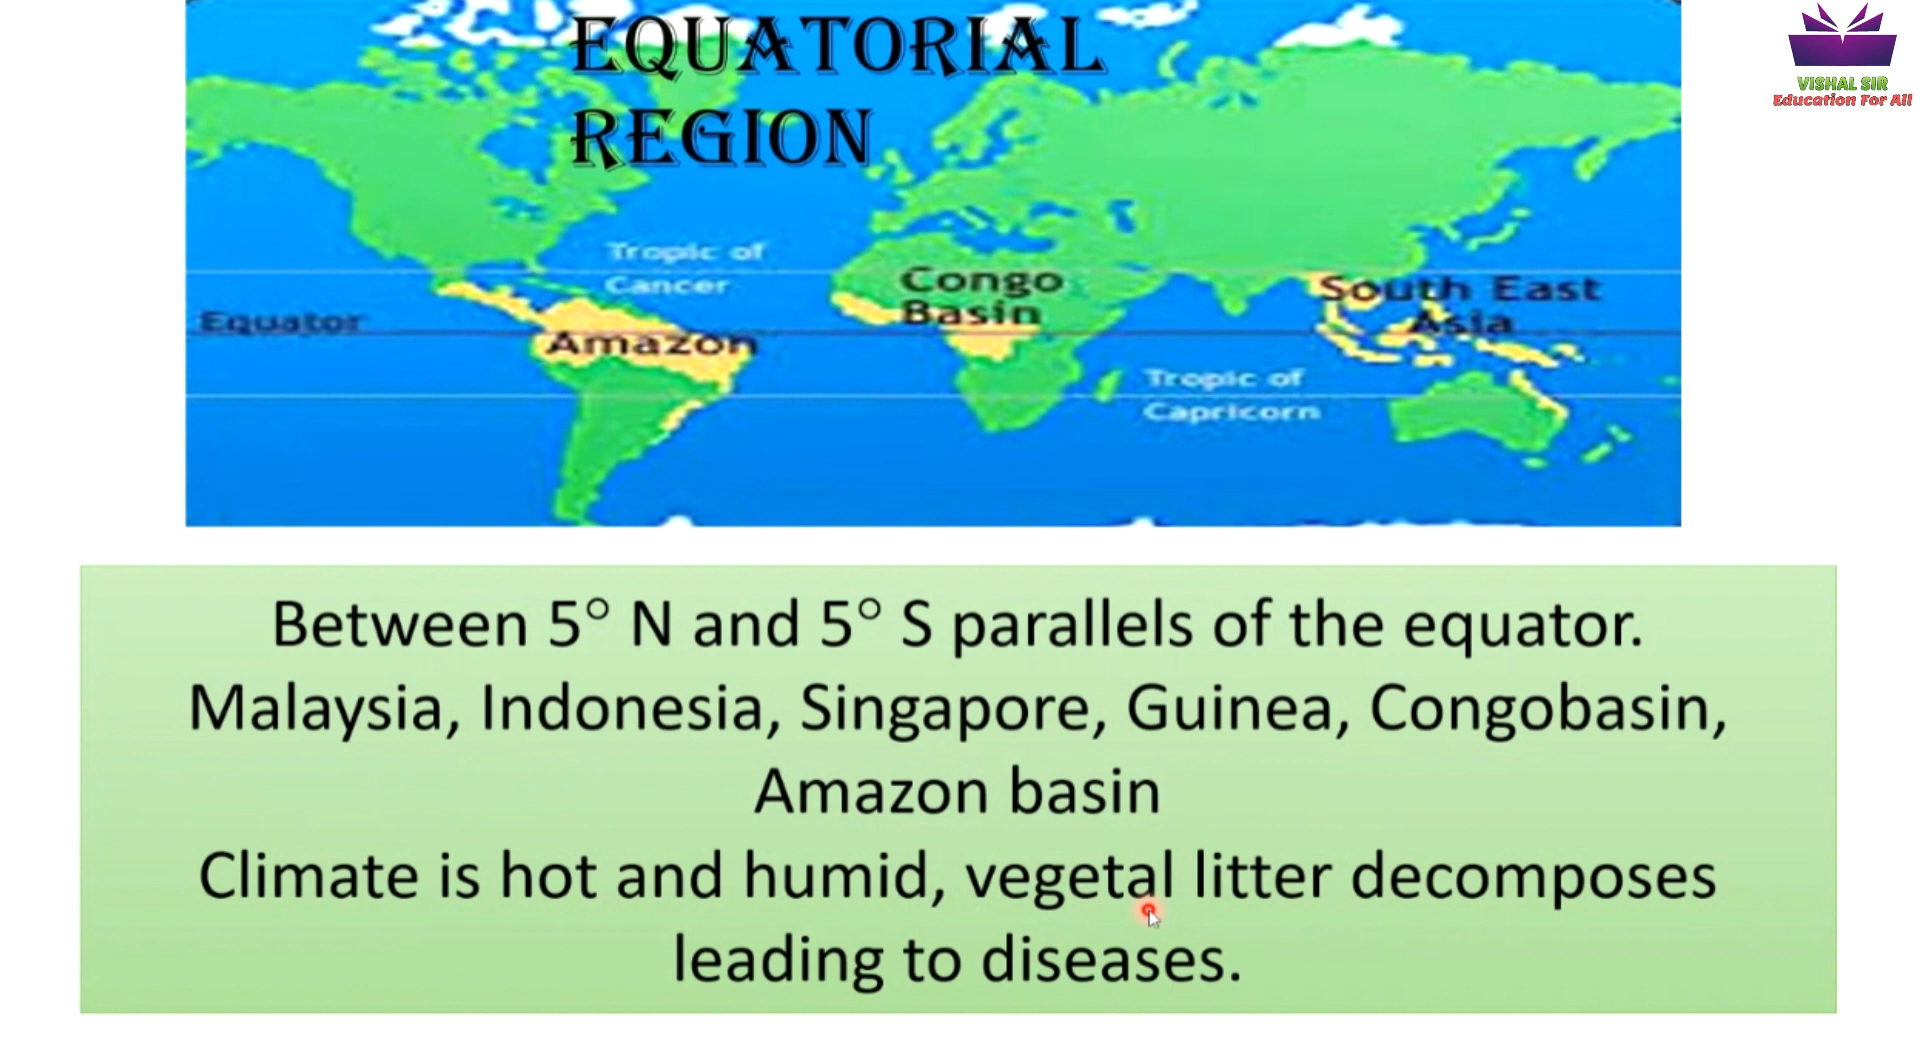 EQUATORIAL
REGION
VISHAL SIR
Education For All
Tropic of
Cancer
Congo
Basin
South East
Asia
Equator
Amazon
Tropic of
Capricorn
Between 5° N and 5° S parallels of the equator.
Malaysia, Indonesia, Singapore, Guinea, Congobasin,
Amazon basin
Climate is hot and humid, vegetal litter decomposes
leading to diseases.